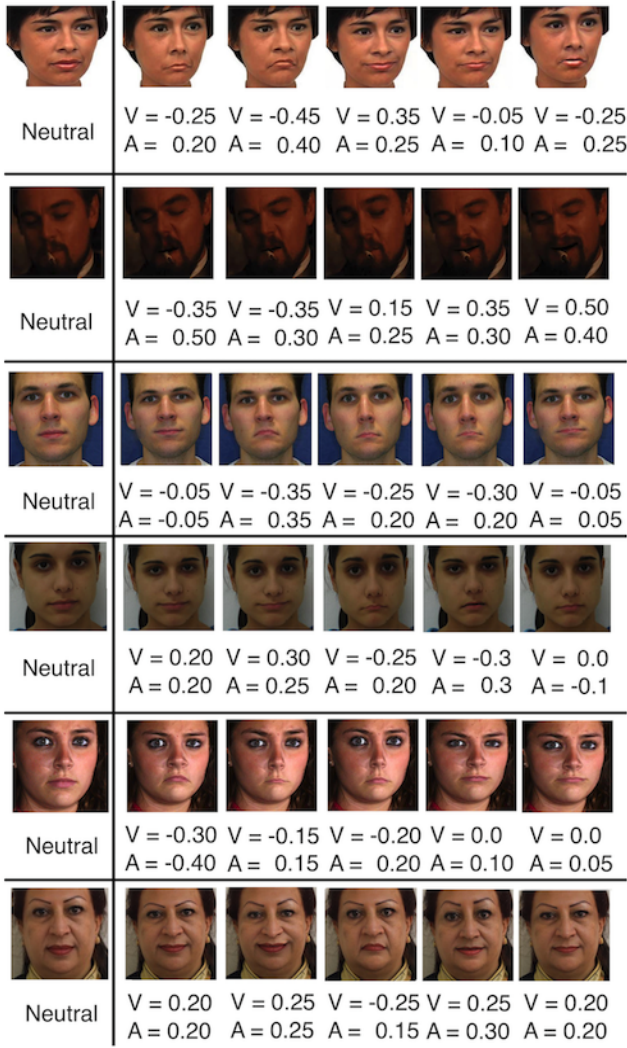 Neutral
V = -0.25 V = -0.45 V = 0.35 V = -0.05 V = -0.25
A = 0.20 A = 0.40 A = 0.25 A = 0.10 A = 0.25
Neutral
V = -0.35 V = -0.35 V = 0.15 V = 0.35 V = 0.50
A = 0.50 A = 0.30 A = 0.25 A = 0.30 A = 0.40
Neutral
V = -0.05 V = -0.35 V = -0.25 V = -0.30 V = -0.05
A = -0.05 A = 0.35 A = 0.20 A = 0.20 A = 0.05
Neutral
V = 0.20 V = 0.30 V = -0.25 V = -0.3 V = 0.0
A = 0.20 A = 0.25 A = 0.20 A = 0.3 A = -0.1
Neutral
V = -0.30 V = -0.15 V = -0.20 V = 0.0 V = 0.0
A = -0.40 A = 0.15 A = 0.20 A = 0.10 A = 0.05
Neutral
V = 0.20 V = 0.25 V = -0.25 V = 0.25 V = 0.20
A = 0.20 A = 0.25 A = 0.15 A = 0.30 A = 0.20